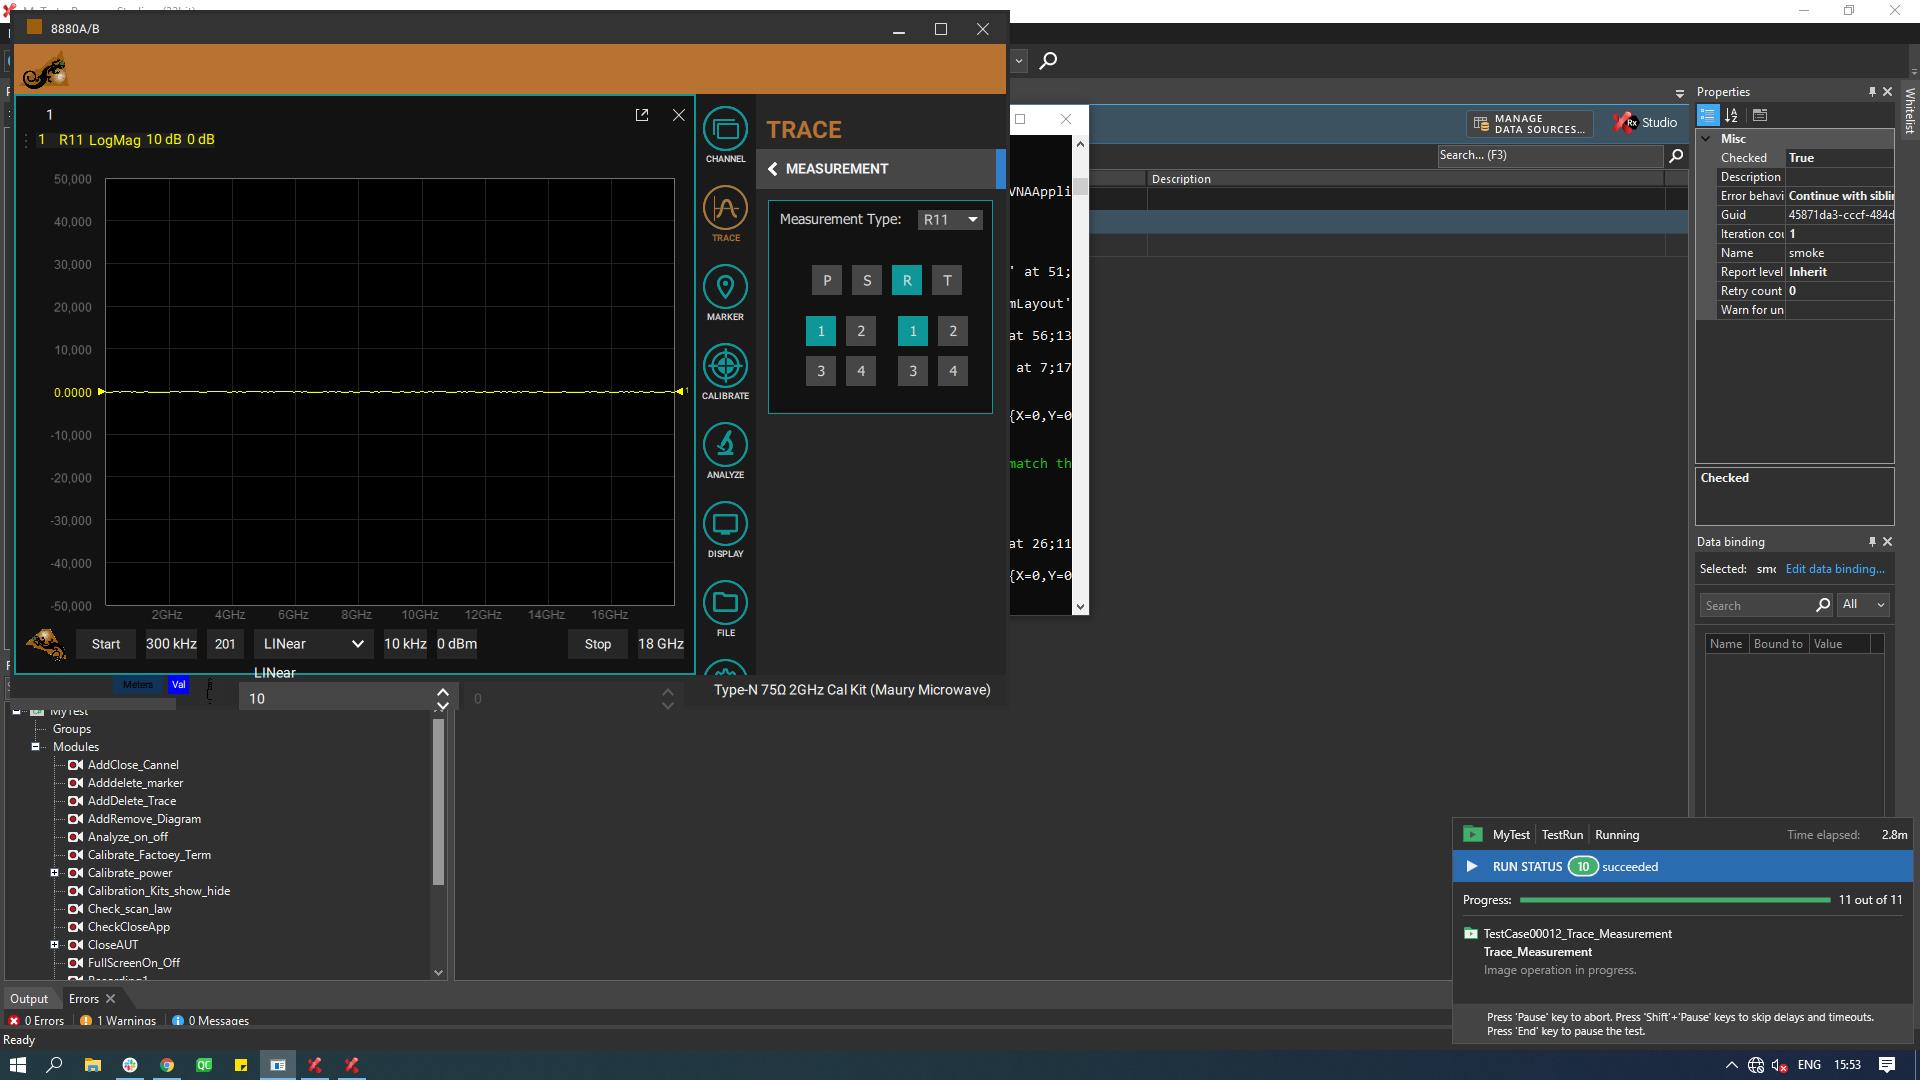 8880A/B
1
1 R11 LogMag 10 dB 0 dB
50,000
40,000
30,000
20,000
10,000
0.0000
1
-10,000
-20,000
-30,000
-40,000
-50,000
2GHz 4GHz 6GHz 8GHz 10GHz 12GHz 14GHz 16GHz
Start 300 kHz 201 LINear 10 kHz 0 dBm Stop 18 GHz
LINear
Meters Val
10
0
CHANNEL
TRACE
MARKER
CALIBRATE
ANALYZE
DISPLAY
FILE
TRACE
MEASUREMENT
Measurement Type: R11
P S R T
1 2 1 2
3 4 3 4
Type-N 75Ω 2GHz Cal Kit (Maury Microwave)
VNAAppli
' at 51;
mLayout'
at 56;13
at 7;17
{X=0,Y=0
match th
at 26;11
{X=0,Y=0
MANAGE
DATA SOURCES...
Rx Studio
Search... (F3)
Description
Properties
Whitelist
Misc
Checked True
Description
Error behavi Continue with siblin
Guid 45871da3-cccf-484d
Iteration cou 1
Name smoke
Report level Inherit
Retry count 0
Warn for un
Checked
Data binding
Selected: smo Edit data binding...
Search All
Name Bound to Value
MyTest
Groups
Modules
AddClose_Cannel
Adddelete_marker
AddDelete_Trace
AddRemove_Diagram
Analyze_on_off
Calibrate_Factoey_Term
Calibrate_power
Calibration_Kits_show_hide
Check_scan_law
CheckCloseApp
CloseAUT
FullScreenOn_Off
Recording1
MyTest TestRun Running Time elapsed: 2.8m
RUN STATUS 10 succeeded
Progress: 11 out of 11
TestCase00012_Trace_Measurement
Trace_Measurement
Image operation in progress.
Press 'Pause' key to abort. Press 'Shift'+'Pause' keys to skip delays and timeouts.
Press 'End' key to pause the test.
Output Errors
0 Errors 1 Warnings 0 Messages
Ready
QC
ENG 15:53